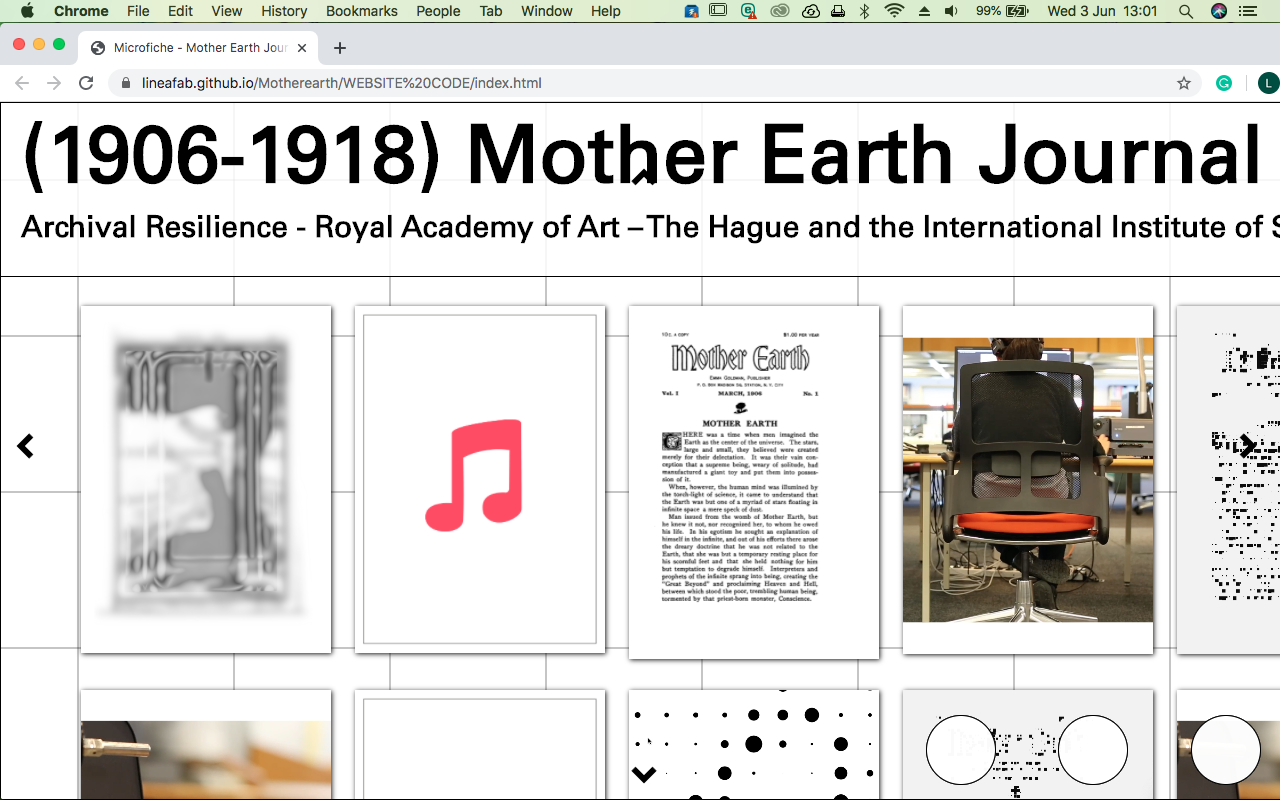 Chrome File Edit View History Bookmarks People Tab Window Help 99% Wed 3 Jun 13:01
Microfiche - Mother Earth Jour
lineafab.github.io/Motherearth/WEBSITE%20CODE/index.html
L
(1906-1918) Mother Earth Journal
Archival Resilience - Royal Academy of Art –The Hague and the International Institute of S
10c. A COPY $1.00 PER YEAR
Mother Earth
EMMA GOLDMAN, PUBLISHER
P. O. BOX MADISON SQ. STATION, N. Y. CITY
Vol. I MARCH, 1906 No. 1
MOTHER EARTH
THERE was a time when men imagined the
Earth as the center of the universe. The stars,
large and small, they believed were created
merely for their delectation. It was their vain con-
ception that a supreme being, weary of solitude, had
manufactured a giant toy and put them into posses-
sion of it.
When, however, the human mind was illumined by
the torch-light of science, it came to understand that
the Earth was but one of a myriad of stars floating in
infinite space a mere speck of dust.
Man issued from the womb of Mother Earth, but
he knew it not, nor recognized her, to whom he owed
his life. In his egotism he sought an explanation of
himself in the infinite, and out of his efforts there arose
the dreary doctrine that he was not related to the
Earth, that she was but a temporary resting place for
his scornful feet and that she held nothing for him
but temptation to degrade himself. Interpreters and
prophets of the infinite sprang into being, creating the
"Great Beyond" and proclaiming Heaven and Hell,
between which stood the poor, trembling human being,
tormented by that priest-born monster, Conscience.